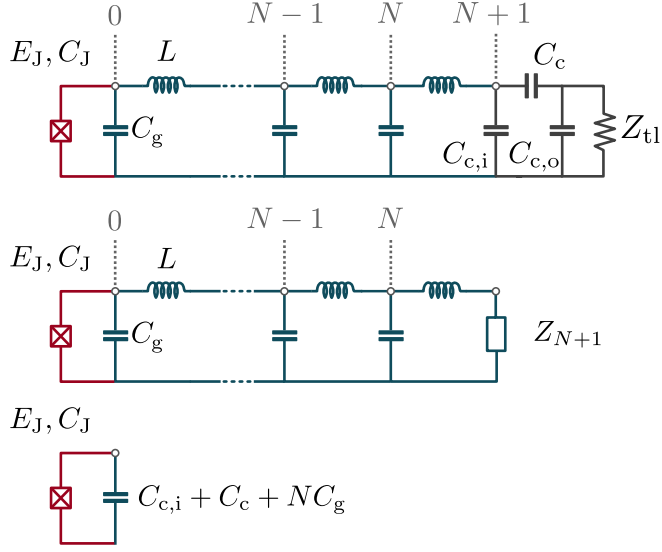 0 N − 1 N N + 1
E_J, C_J L C_c
C_g C_c,i C_c,o Z_tl
0 N − 1 N
E_J, C_J L
C_g Z_{N+1}
E_J, C_J
C_c,i + C_c + NC_g